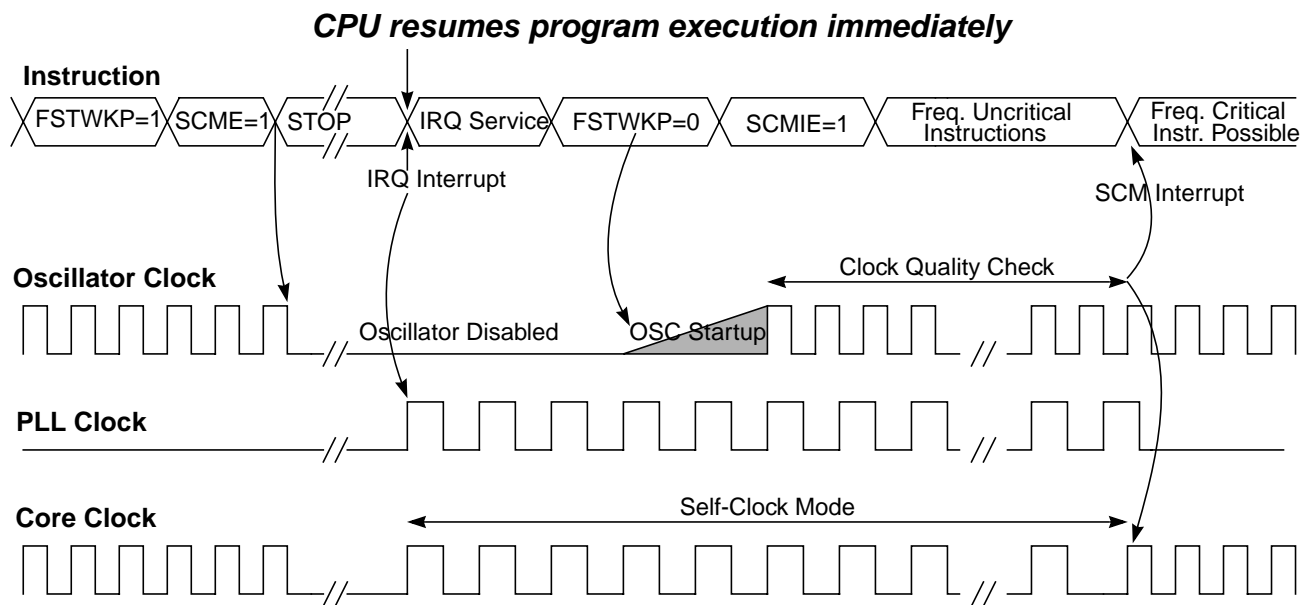 CPU resumes program execution immediately
Instruction
FSTWKP=1
SCME=1
STOP
IRQ Service
FSTWKP=0
SCMIE=1
Freq. Uncritical
Instructions
Freq. Critical
Instr. Possible
IRQ Interrupt
SCM Interrupt
Oscillator Clock
Clock Quality Check
Oscillator Disabled
OSC Startup
PLL Clock
Core Clock
Self-Clock Mode